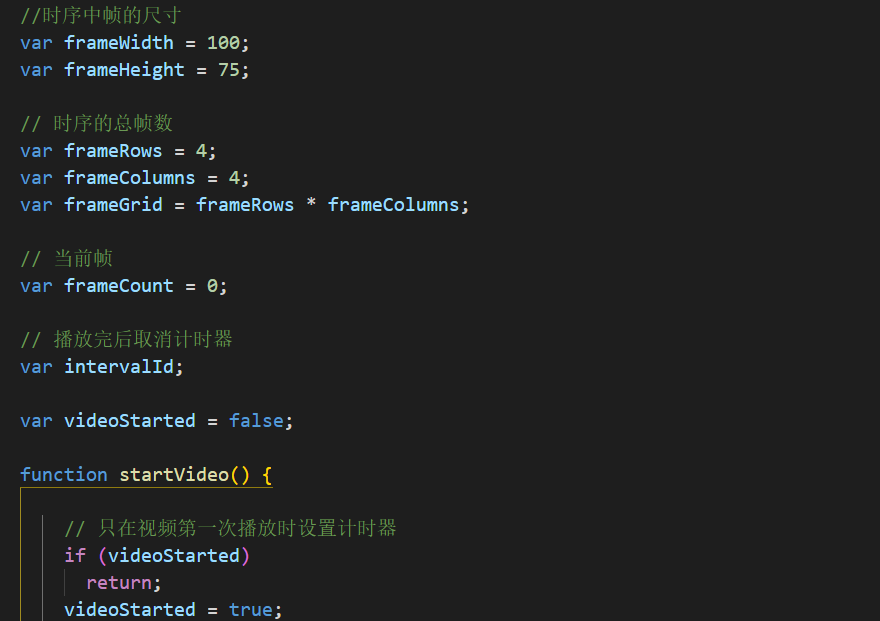 //时序中帧的尺寸
var frameWidth = 100;
var frameHeight = 75;
// 时序的总帧数
var frameRows = 4;
var frameColumns = 4;
var frameGrid = frameRows * frameColumns;
// 当前帧
var frameCount = 0;
// 播放完后取消计时器
var intervalId;
var videoStarted = false;
function startVideo() {
// 只在视频第一次播放时设置计时器
if (videoStarted)
return;
videoStarted = true;